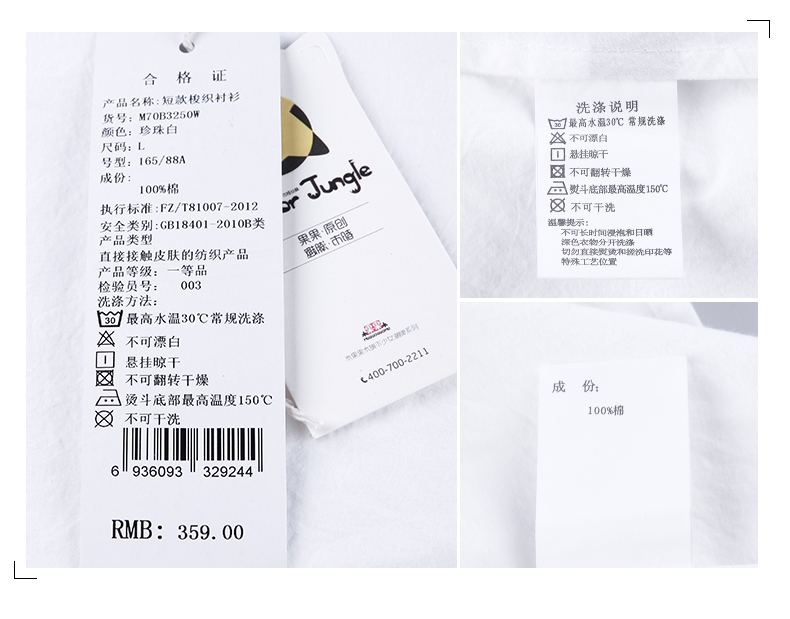 合 格 证
产品名称:短款梭织衬衫
货号: M70B3250W
颜色: 珍珠白
尺码: L
号型: 165/88A
成份:
100%棉
执行标准:FZ/T81007-2012
安全类别:GB18401-2010B类
产品类型
直接接触皮肤的纺织产品
产品等级: 一等品
检验员号: 003
洗涤方法:
30 最高水温30℃常规洗涤
不可漂白
悬挂晾干
不可翻转干燥
熨斗底部最高温度150℃
不可干洗
6 936093 329244
RMB: 359.00
or Jungle
果果·原创
400-700-2211
洗涤说明
30 最高水温30℃ 常规洗涤
不可漂白
悬挂晾干
不可翻转干燥
熨斗底部最高温度150℃
不可干洗
温馨提示:
不可长时间浸泡和日晒
深色衣物分开洗涤
切勿直接熨烫和搓洗印花等
特殊工艺位置
成 份:
100%棉